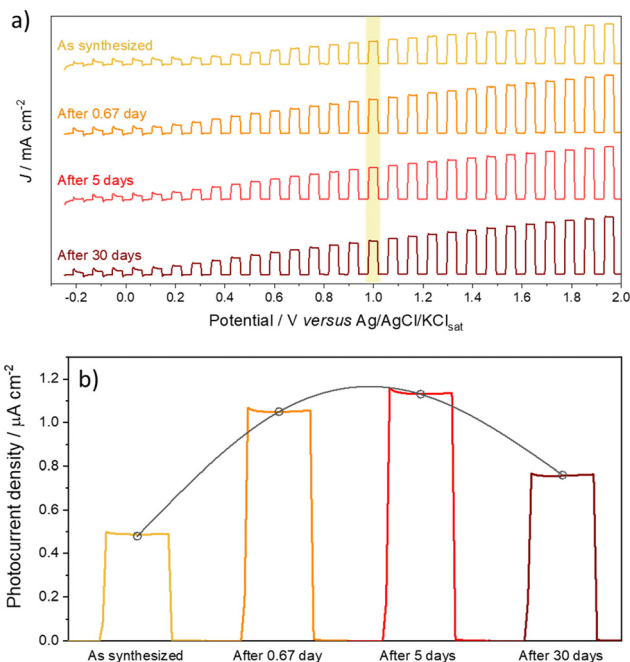 a)
As synthesized
After 0.67 day
After 5 days
After 30 days
J / mA cm⁻²
-0.2 0.0 0.2 0.4 0.6 0.8 1.0 1.2 1.4 1.6 1.8 2.0
Potential / V versus Ag/AgCl/KCl_sat
b)
Photocurrent density / μA cm⁻²
1.2
1.0
0.8
0.6
0.4
0.2
0.0
As synthesized After 0.67 day After 5 days After 30 days